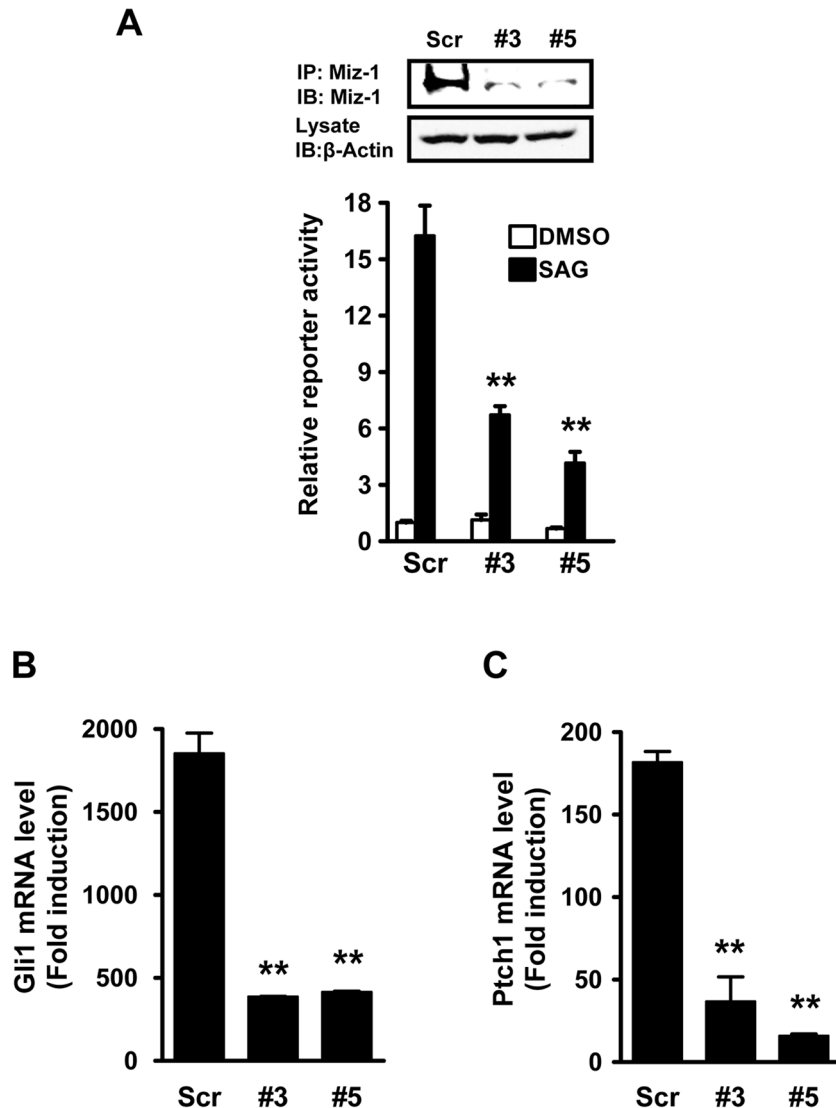 A
Scr #3 #5
IP: Miz-1
IB: Miz-1
Lysate
IB:β-Actin
Relative reporter activity
18
15
12
9
6
3
0
DMSO
SAG
**
**
Scr #3 #5
B
Gli1 mRNA level
(Fold induction)
2000
1500
1000
500
0
**
**
Scr #3 #5
C
Ptch1 mRNA level
(Fold induction)
200
150
100
50
0
**
**
Scr #3 #5